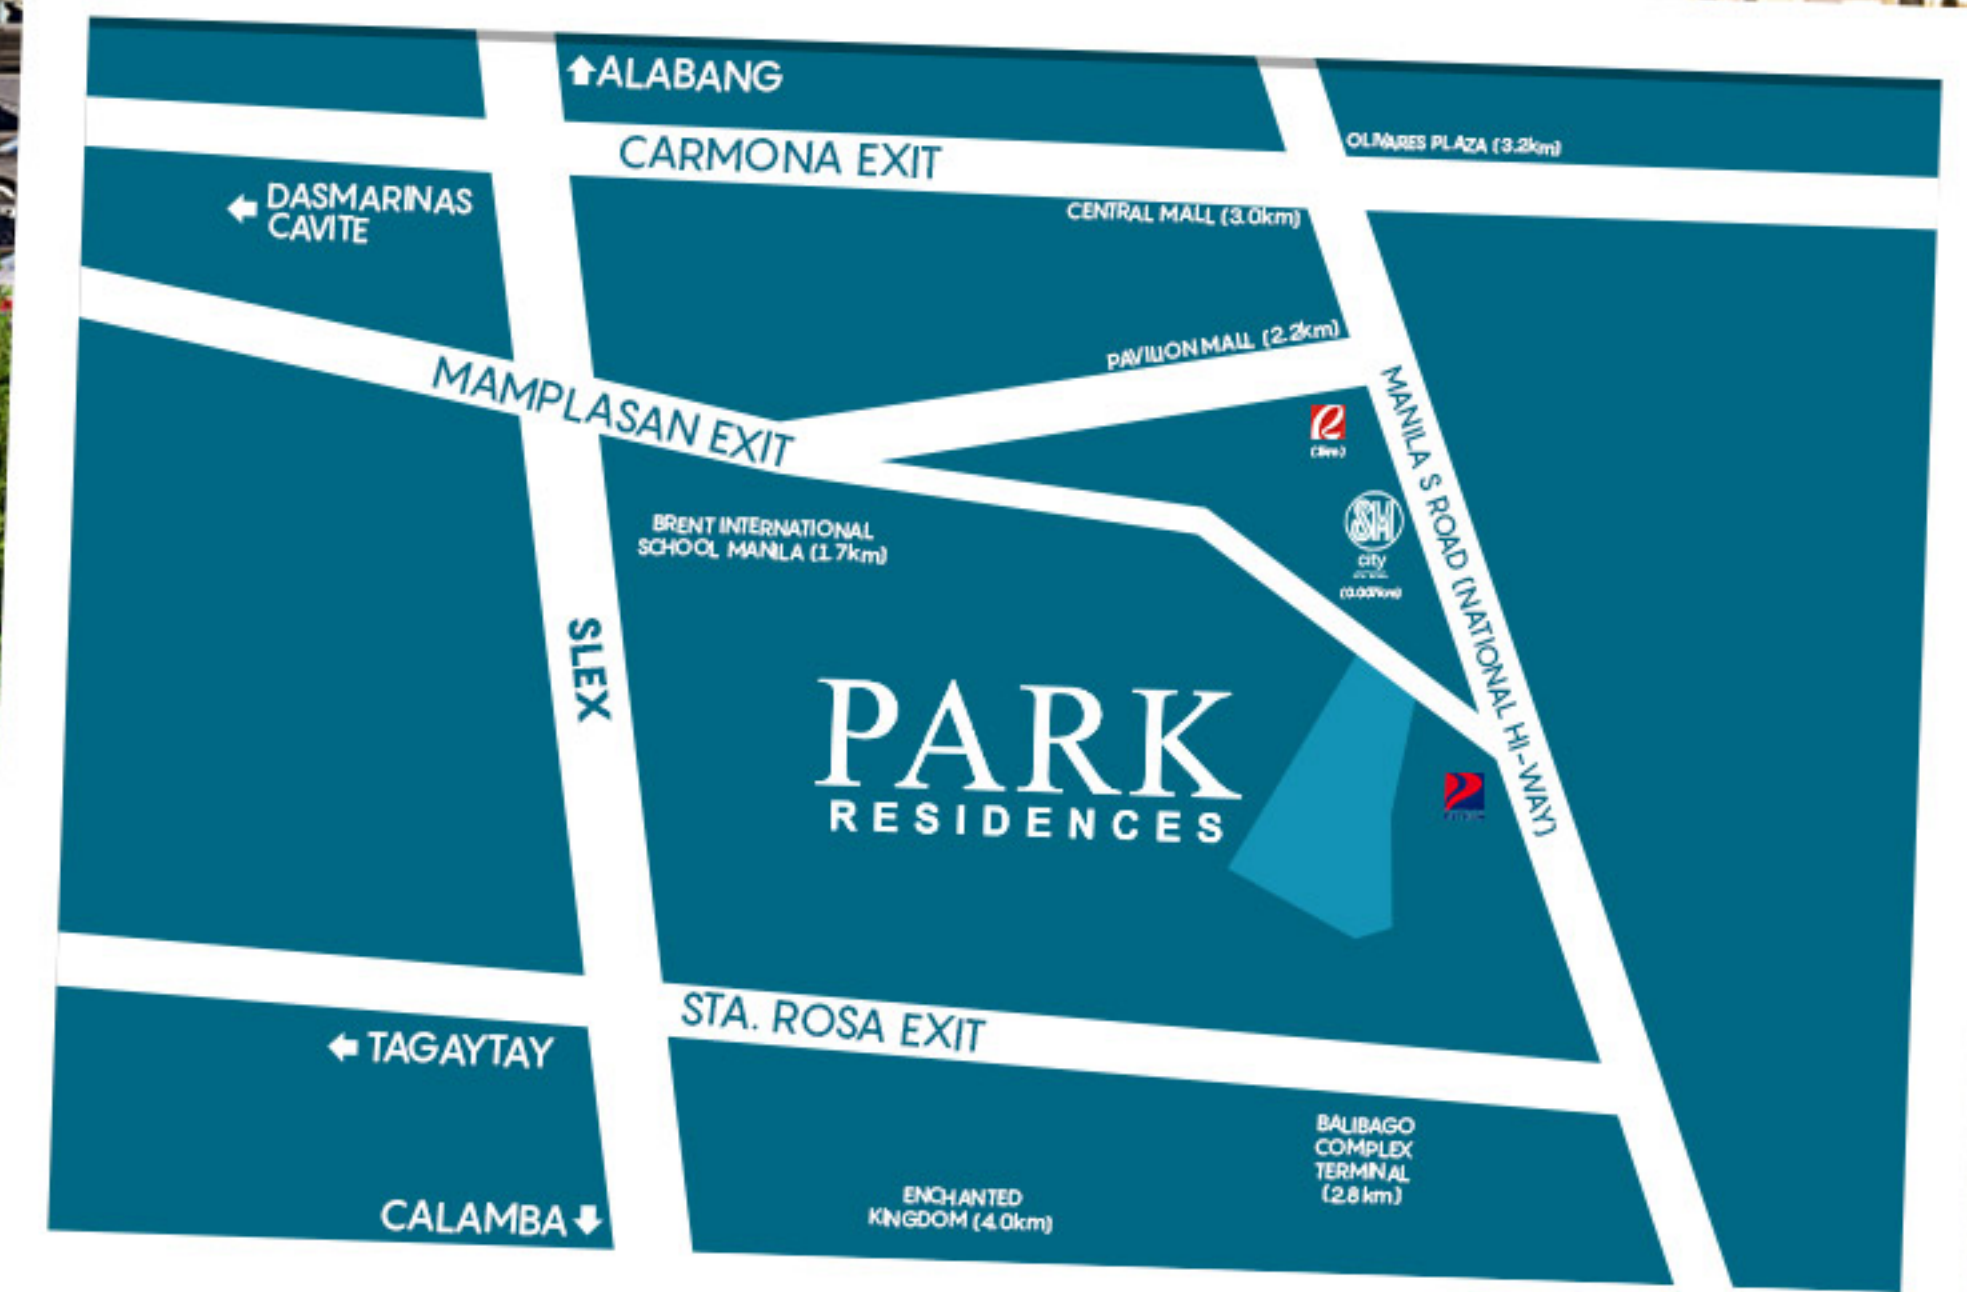 ALABANG
CARMONA EXIT
OLIVARES PLAZA (3.2km)
DASMARINAS
CAVITE
CENTRAL MALL (3.0km)
PAVILION MALL (2.2km)
MAMPLASAN EXIT
MANILA S ROAD (NATIONAL HI-WAY)
BRENT INTERNATIONAL
SCHOOL MANILA (1.7km)
SM
city
SLEX
PARK
RESIDENCES
STA. ROSA EXIT
TAGAYTAY
BALIBAGO
COMPLEX
TERMINAL
(2.8km)
ENCHANTED
KINGDOM (4.0km)
CALAMBA